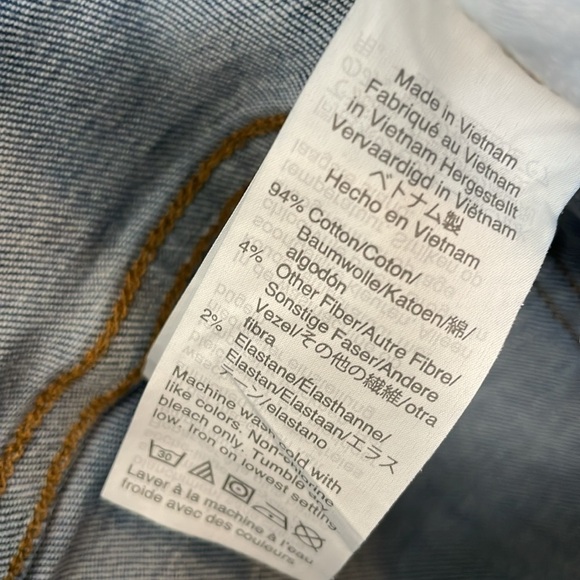 Made in Vietnam
Fabriqué au Vietnam
in Vietnam Hergestellt
Vervaardigd in Viëtnam
ベトナム製
Hecho en Vietnam
94% Cotton/Coton/
Baumwolle/Katoen/綿/
algodón
4% Other Fiber/Autre Fibre/
Sonstige Faser/Andere
Vezel/その他の繊維/otra
fibra
2% Elastane/Élasthanne/
Elastan/Elastaan/エラス
テーン/elastano
Machine wash cold with
like colors. Non-chlorine
bleach only. Tumble dry
low. Iron on lowest setting
30
Laver à la machine à l'eau
froide avec des couleurs